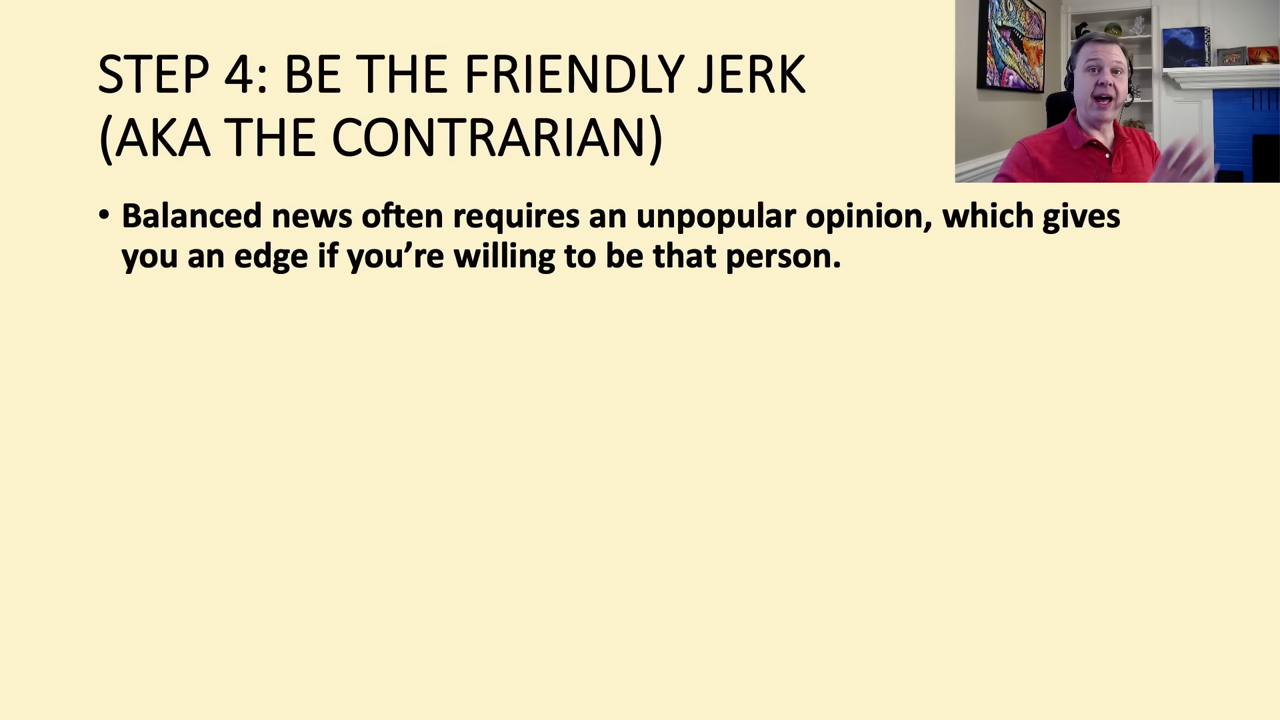 STEP 4: BE THE FRIENDLY JERK
(AKA THE CONTRARIAN)
• Balanced news often requires an unpopular opinion, which gives
you an edge if you’re willing to be that person.